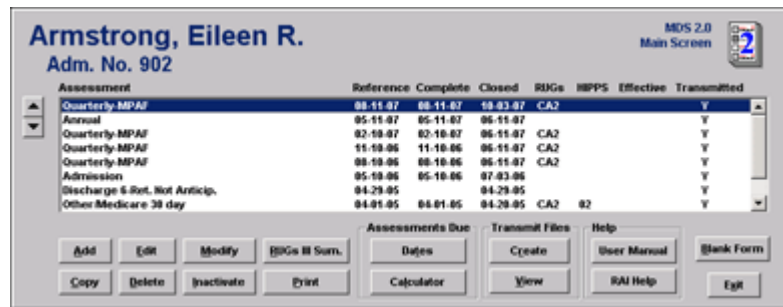 Armstrong, Eileen R.
MDS 2.0
Main Screen
2
Adm. No. 902
Assessment Reference Complete Closed RUGs HIPPS Effective Transmitted
Quarterly-MPAF 08-11-07 08-11-07 10-03-07 CA2 Y
Annual 05-11-07 05-11-07 06-11-07 Y
Quarterly-MPAF 02-10-07 02-10-07 06-11-07 CA2 Y
Quarterly-MPAF 11-10-06 11-10-06 06-11-07 CA2 Y
Quarterly-MPAF 08-10-06 08-10-06 06-11-07 CA2 Y
Admission 05-10-06 05-10-06 07-03-06 Y
Discharge 6-Ret. Not Anticip. 04-29-05 04-29-05 Y
Other/Medicare 30 day 04-01-05 04-01-05 04-20-05 CA2 02 Y
Assessments Due Transmit Files Help
Add Edit Modify RUGs III Sum. Dates Create User Manual Blank Form
Copy Delete Inactivate Print Calculator View RAI Help Exit